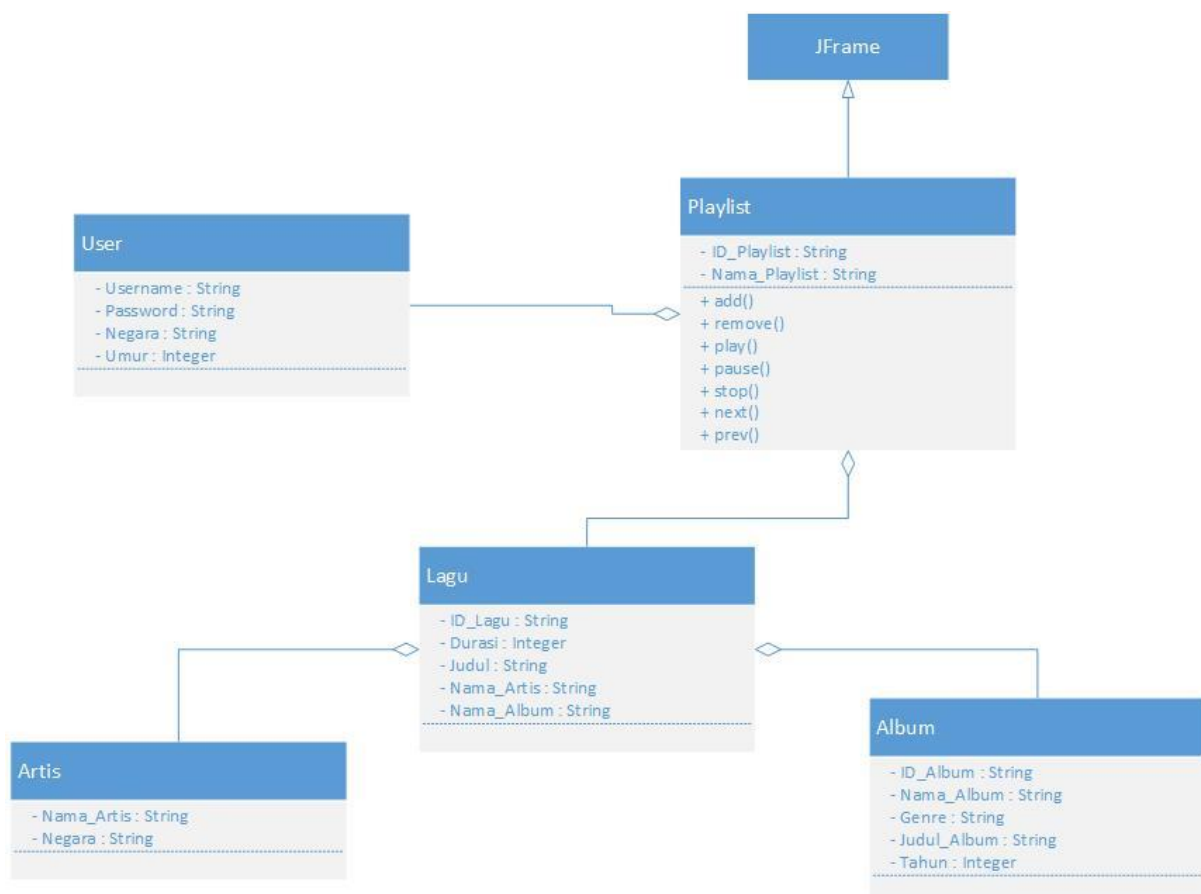 JFrame
Playlist
- ID_Playlist : String
- Nama_Playlist : String
+ add()
+ remove()
+ play()
+ pause()
+ stop()
+ next()
+ prev()
User
- Username : String
- Password : String
- Negara : String
- Umur : Integer
Lagu
- ID_Lagu : String
- Durasi : Integer
- Judul : String
- Nama_Artis : String
- Nama_Album : String
Artis
- Nama_Artis : String
- Negara : String
Album
- ID_Album : String
- Nama_Album : String
- Genre : String
- Judul_Album : String
- Tahun : Integer